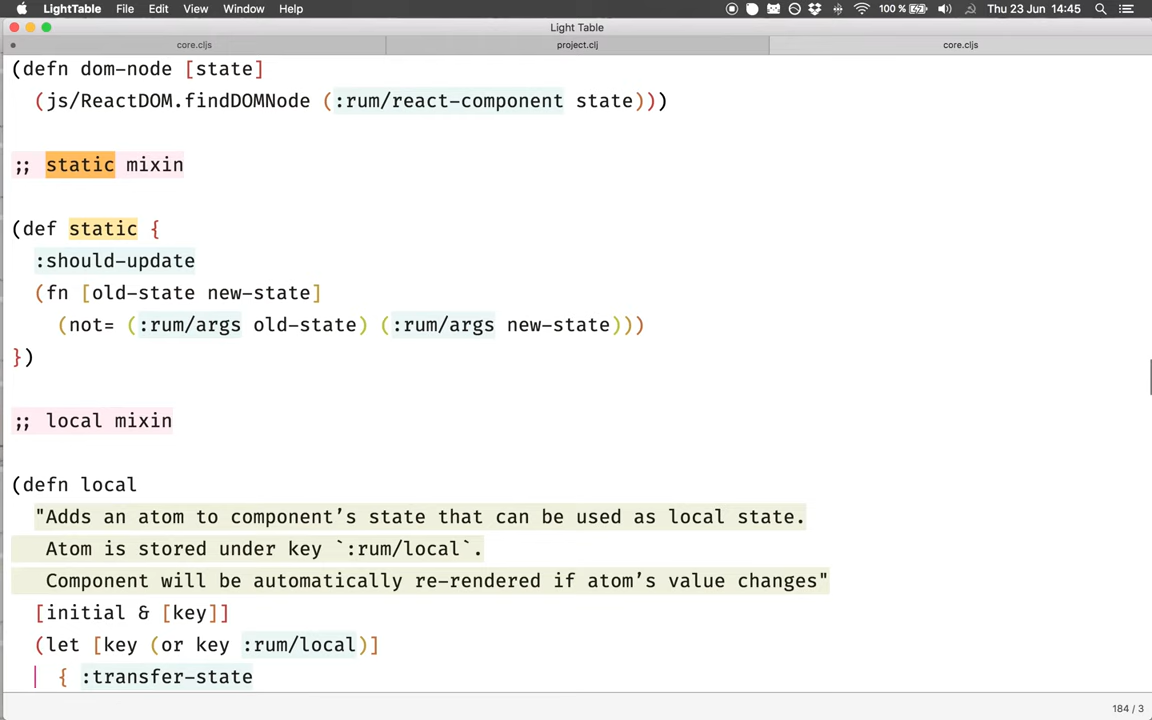 LightTable File Edit View Window Help 100 % Thu 23 Jun 14:45
Light Table
core.cljs project.clj core.cljs
(defn dom-node [state]
  (js/ReactDOM.findDOMNode (:rum/react-component state)))
;; static mixin
(def static {
  :should-update
  (fn [old-state new-state]
    (not= (:rum/args old-state) (:rum/args new-state)))
})
;; local mixin
(defn local
  "Adds an atom to component’s state that can be used as local state.
   Atom is stored under key `:rum/local`.
   Component will be automatically re-rendered if atom’s value changes"
  [initial & [key]]
  (let [key (or key :rum/local)]
    { :transfer-state
184 / 3